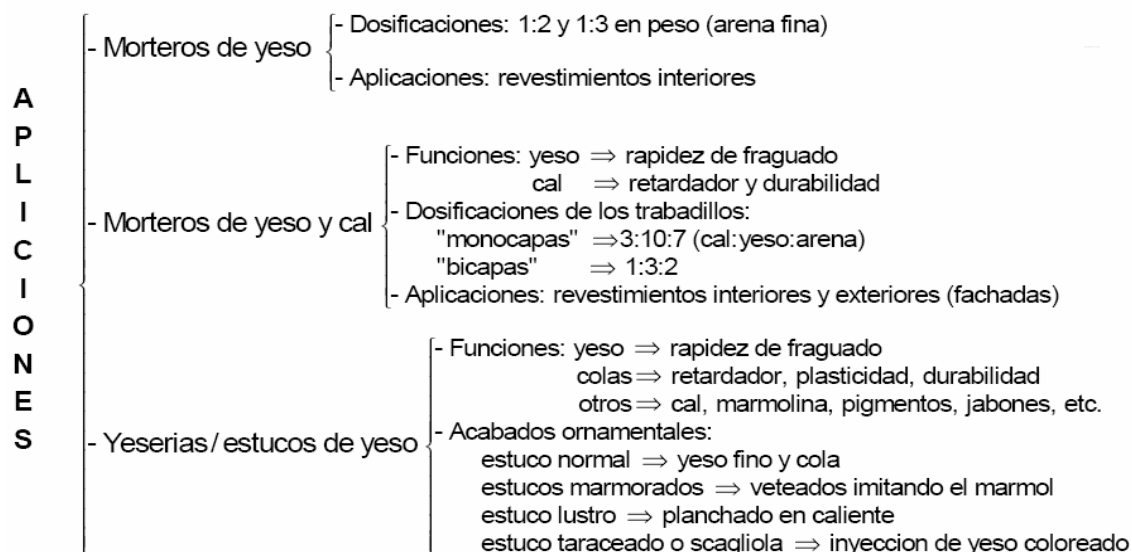 APLICIONES
- Morteros de yeso
- Dosificaciones: 1:2 y 1:3 en peso (arena fina)
- Aplicaciones: revestimientos interiores
- Morteros de yeso y cal
- Funciones: yeso ⇒ rapidez de fraguado
cal ⇒ retardador y durabilidad
- Dosificaciones de los trabadillos:
"monocapas" ⇒3:10:7 (cal:yeso:arena)
"bicapas" ⇒ 1:3:2
- Aplicaciones: revestimientos interiores y exteriores (fachadas)
- Yeserias/estucos de yeso
- Funciones: yeso ⇒ rapidez de fraguado
colas⇒ retardador, plasticidad, durabilidad
otros⇒ cal, marmolina, pigmentos, jabones, etc.
- Acabados ornamentales:
estuco normal ⇒ yeso fino y cola
estucos marmorados ⇒ veteados imitando el marmol
estuco lustro ⇒ planchado en caliente
estuco taraceado o scagliola ⇒ inyeccion de yeso coloreado